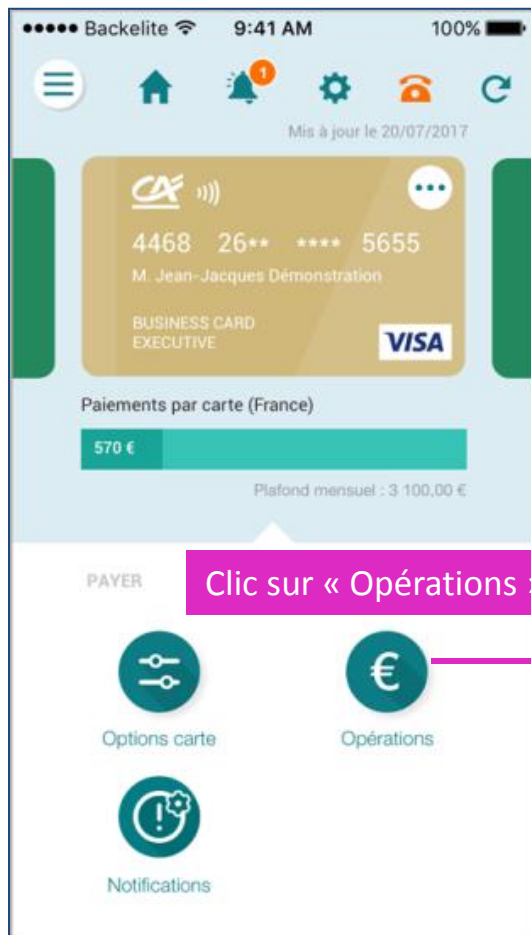 Backelite 9:41 AM 100%
1
Mis à jour le 20/07/2017
CA
4468 26** **** 5655
M. Jean-Jacques Démonstration
BUSINESS CARD
EXECUTIVE
VISA
Paiements par carte (France)
570 €
Plafond mensuel : 3 100,00 €
PAYER
Clic sur « Opérations »
€
Options carte Opérations
Notifications